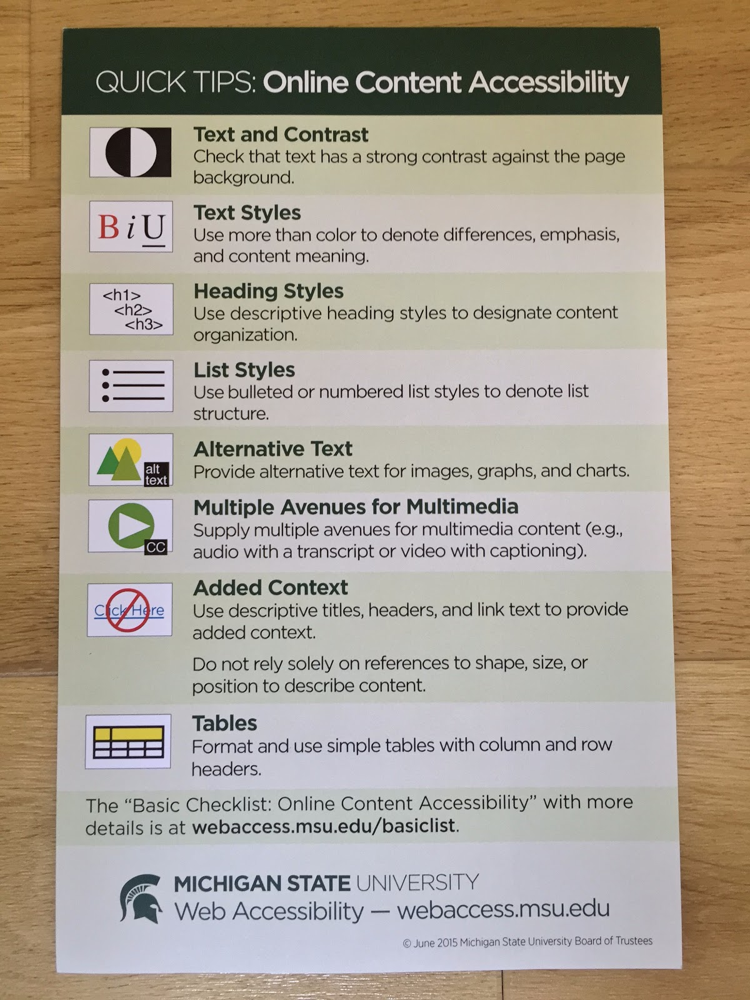 QUICK TIPS: Online Content Accessibility
Text and Contrast
Check that text has a strong contrast against the page
background.
B i U
Text Styles
Use more than color to denote differences, emphasis,
and content meaning.
<h1>
<h2>
<h3>
Heading Styles
Use descriptive heading styles to designate content
organization.
List Styles
Use bulleted or numbered list styles to denote list
structure.
alt
text
Alternative Text
Provide alternative text for images, graphs, and charts.
CC
Multiple Avenues for Multimedia
Supply multiple avenues for multimedia content (e.g.,
audio with a transcript or video with captioning).
Click Here
Added Context
Use descriptive titles, headers, and link text to provide
added context.
Do not rely solely on references to shape, size, or
position to describe content.
Tables
Format and use simple tables with column and row
headers.
The “Basic Checklist: Online Content Accessibility” with more
details is at webaccess.msu.edu/basiclist.
MICHIGAN STATE UNIVERSITY
Web Accessibility — webaccess.msu.edu
© June 2015 Michigan State University Board of Trustees